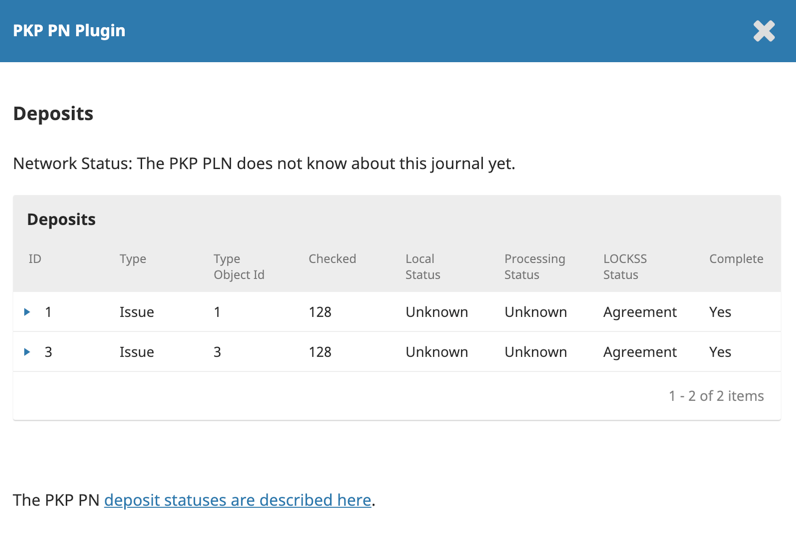 PKP PN Plugin
Deposits
Network Status: The PKP PLN does not know about this journal yet.
Deposits
ID Type Type Object Id Checked Local Status Processing Status LOCKSS Status Complete
1 Issue 1 128 Unknown Unknown Agreement Yes
3 Issue 3 128 Unknown Unknown Agreement Yes
1 - 2 of 2 items
The PKP PN deposit statuses are described here.